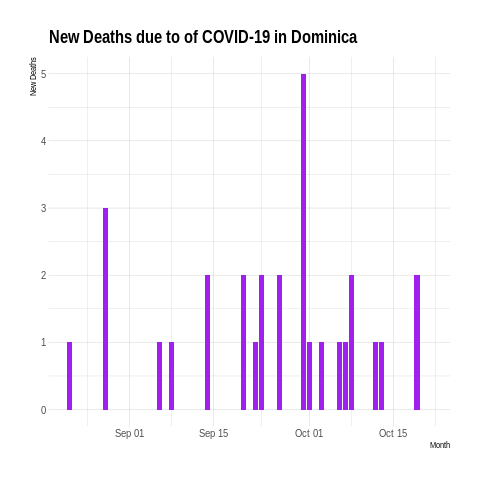 New Deaths due to of COVID-19 in Dominica
New Deaths
5
4
3
2
1
0
Sep 01
Sep 15
Oct 01
Oct 15
Month